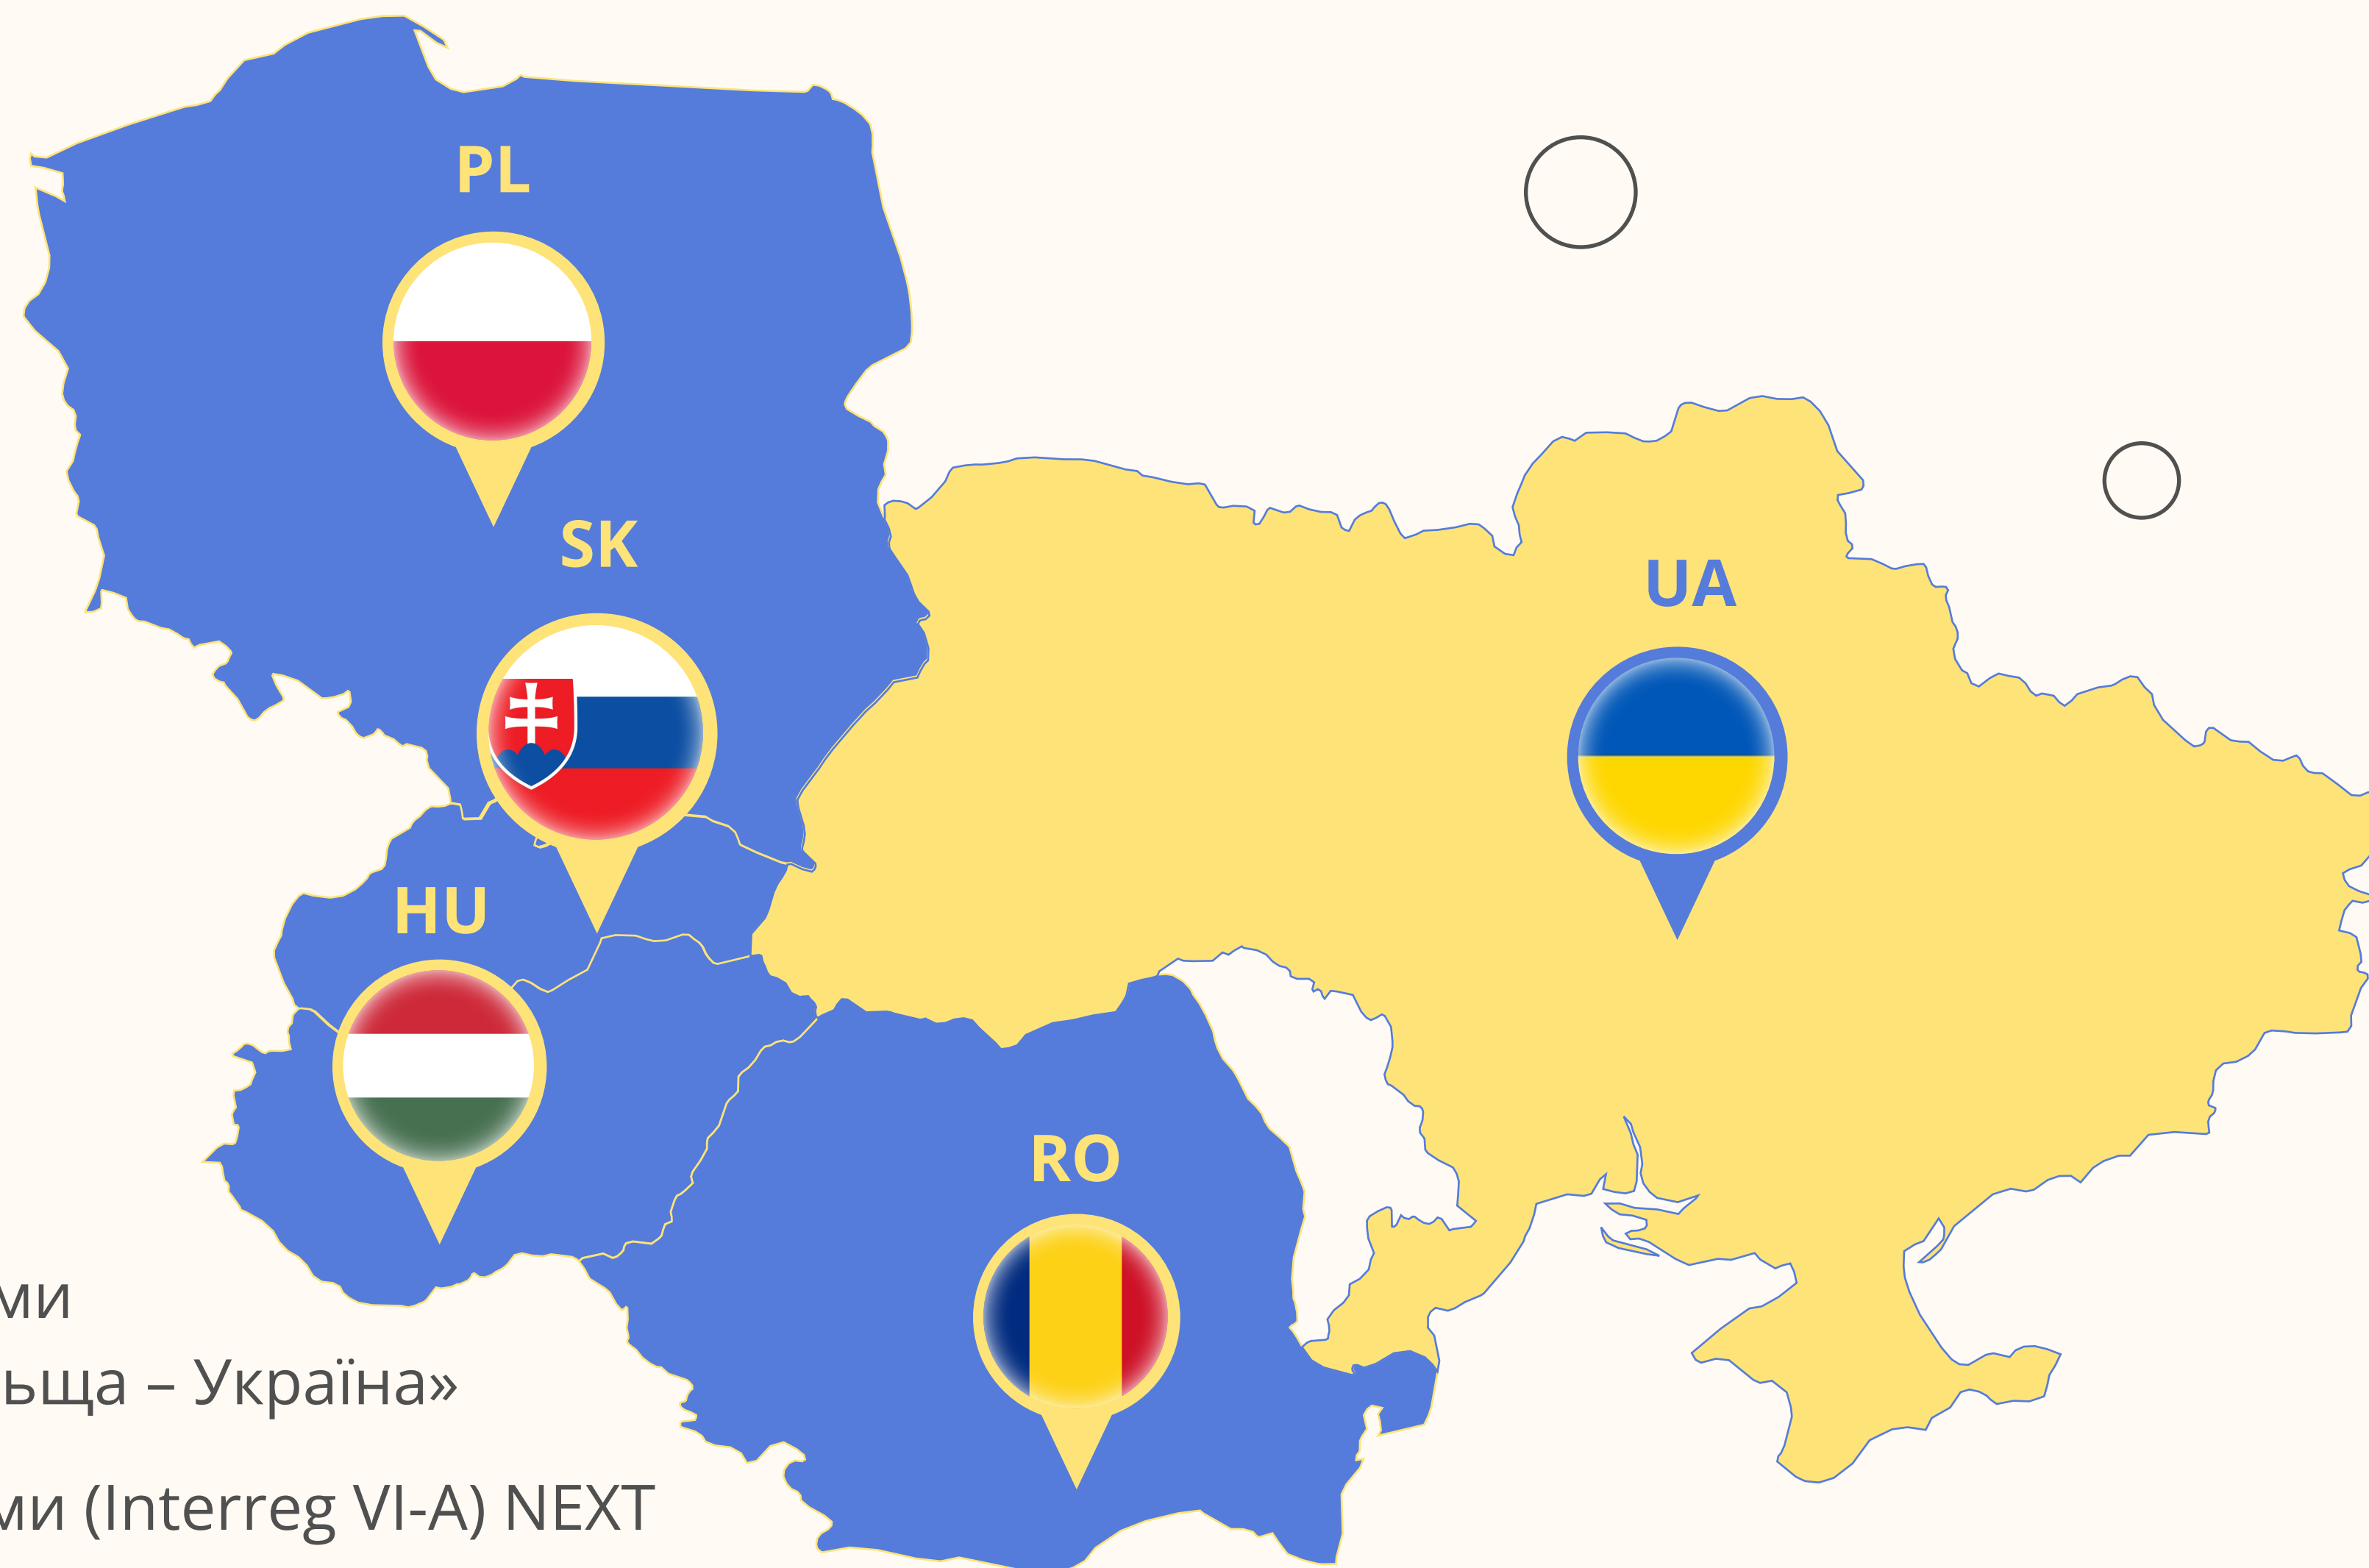 PL
SK
UA
HU
RO
ми
ьща – Україна»
ми (Interreg VI-A) NEXT